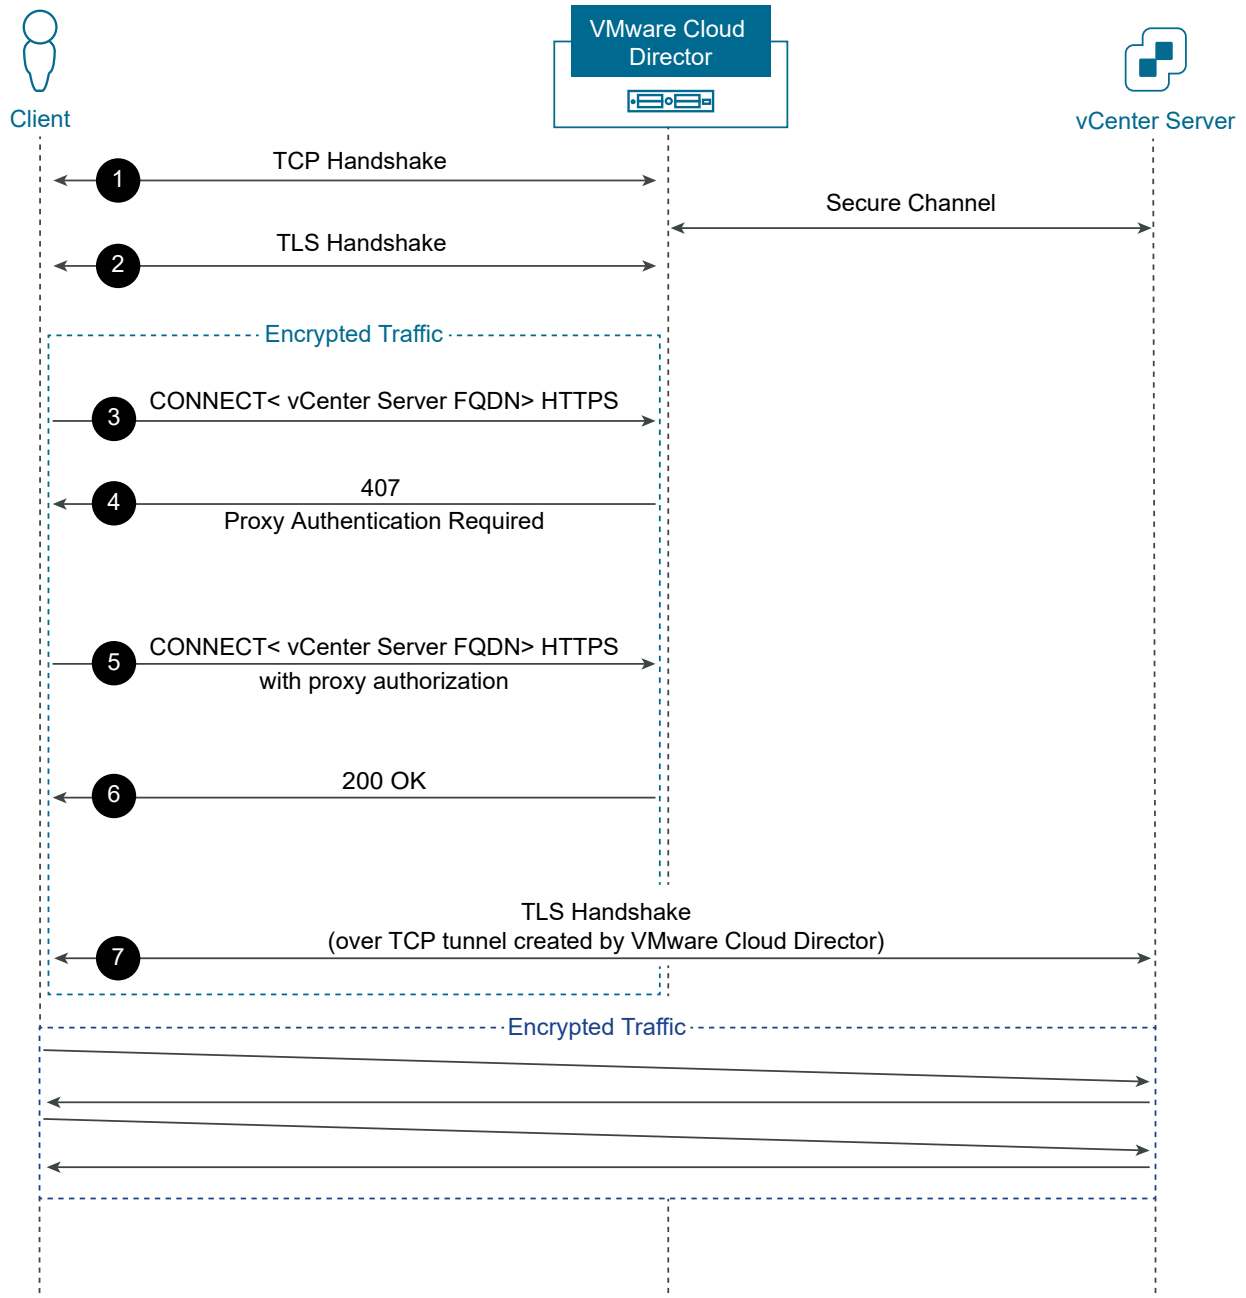 VMware Cloud
Director
Client
vCenter Server
TCP Handshake
1
Secure Channel
TLS Handshake
2
Encrypted Traffic
CONNECT< vCenter Server FQDN> HTTPS
3
407
4
Proxy Authentication Required
CONNECT< vCenter Server FQDN> HTTPS
5
with proxy authorization
200 OK
6
TLS Handshake
(over TCP tunnel created by VMware Cloud Director)
7
Encrypted Traffic